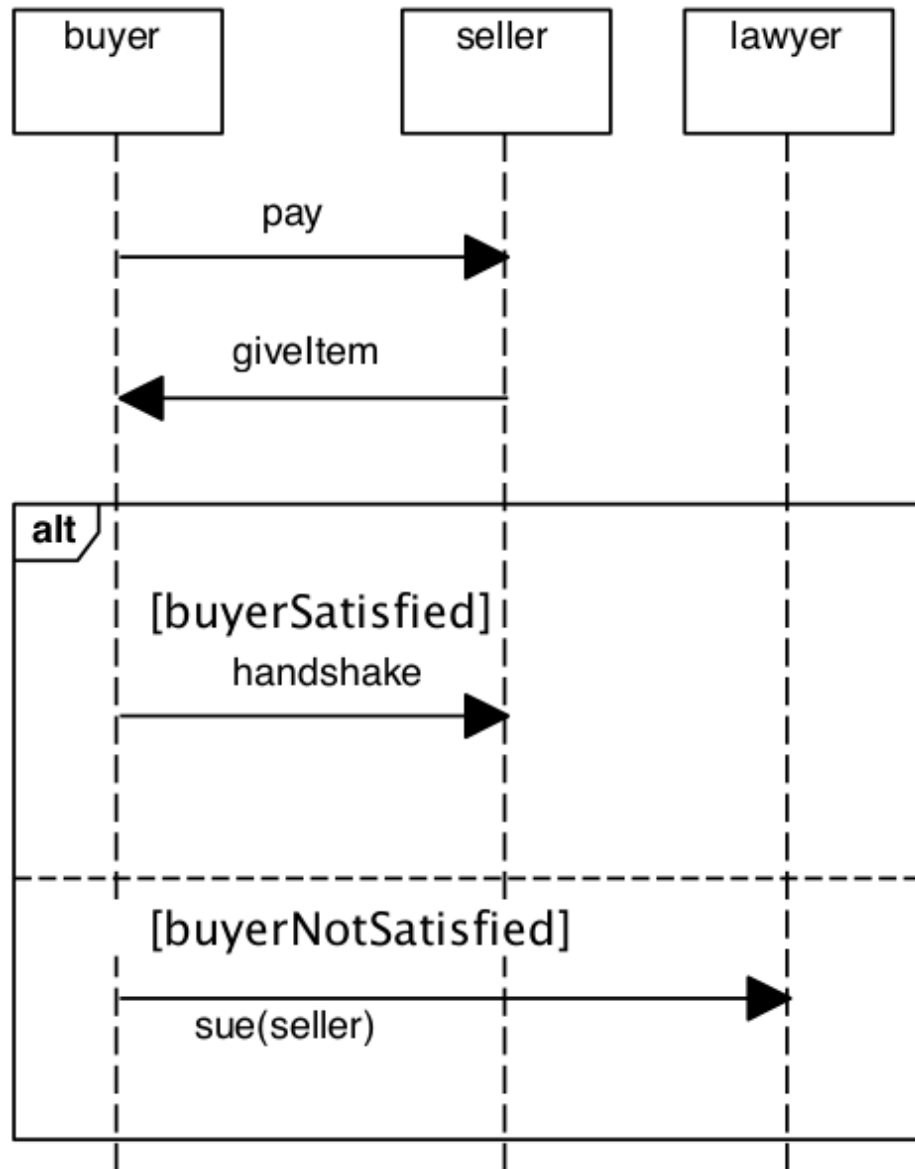 buyer seller lawyer
pay
giveItem
alt
[buyerSatisfied]
handshake
[buyerNotSatisfied]
sue(seller)